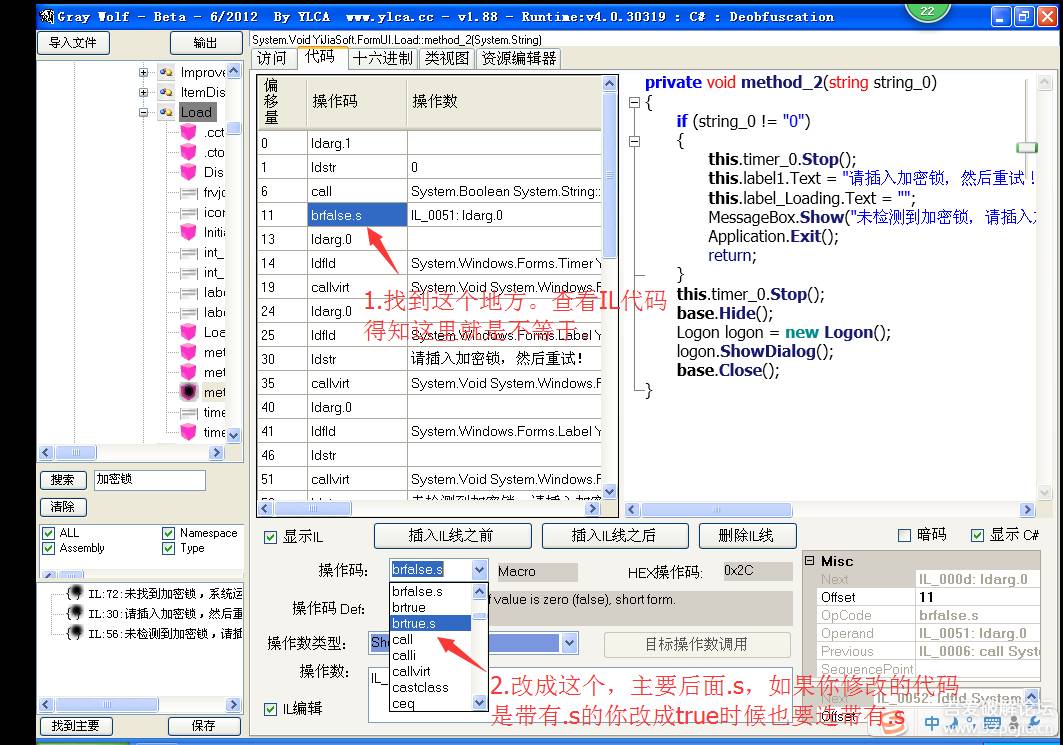 Gray Wolf - Beta - 6/2012 By YLCA www.ylca.cc - v1.88 - Runtime:v4.0.30319 : C# : Deobfuscation
22
导入文件
输出
System.Void YiJiaSoft.FormUI.Load::method_2(System.String)
访问 代码 十六进制 类视图 资源编辑器
Improve
ItemDis
Load
.cct
.cto
Dis
frvjc
icor
Initia
int_
int_
labe
labe
Loa
met
met
met
time
time
偏移量 操作码 操作数
0 ldarg.1
1 ldstr 0
6 call System.Boolean System.String::
11 brfalse.s IL_0051: ldarg.0
13 ldarg.0
14 ldfld System.Windows.Forms.Timer Y
19 callvirt System.Void System.Windows.F
24 ldarg.0
25 ldfld System.Windows.Forms.Label Y
30 ldstr 请插入加密锁，然后重试！
35 callvirt System.Void System.Windows.F
40 ldarg.0
41 ldfld System.Windows.Forms.Label Y
46 ldstr
51 callvirt System.Void System.Windows.F
1.找到这个地方。查看IL代码
得知这里就是不等于。
private void method_2(string string_0)
{
if (string_0 != "0")
{
this.timer_0.Stop();
this.label1.Text = "请插入加密锁，然后重试！
this.label_Loading.Text = "";
MessageBox.Show("未检测到加密锁，请插入
Application.Exit();
return;
}
this.timer_0.Stop();
base.Hide();
Logon logon = new Logon();
logon.ShowDialog();
base.Close();
}
搜索 加密锁
清除
ALL Namespace
Assembly Type
IL:72:未找到加密锁，系统运
IL:30:请插入加密锁，然后重
IL:56:未检测到加密锁，请插
找到主要 保存
显示IL 插入IL线之前 插入IL线之后 删除IL线 暗码 显示 C#
操作码: brfalse.s Macro HEX操作码: 0x2C
操作码 Def: f value is zero (false), short form.
操作数类型: Sho 目标操作数调用
操作数: IL_
IL编辑
brfalse.s
brtrue
brtrue.s
call
calli
callvirt
castclass
ceq
Misc
Next IL_000d: ldarg.0
Offset 11
OpCode brfalse.s
Operand IL_0051: ldarg.0
Previous IL_0006: call Syst
SequencePoint
IL_0052: ldfld System
Offset
2.改成这个，主要后面.s，如果你修改的代码
是带有.s的你改成true时候也要选带有.s
中
吾爱破解论坛
www.52pojie.cn